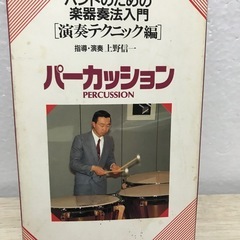 バンドのための
楽器奏法入門
[演奏テクニック編]
指導・演奏 上野信一
パーカッション
PERCUSSION